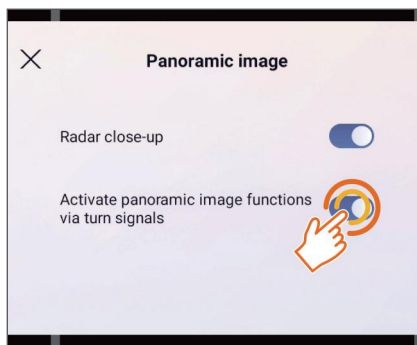 Panoramic image
Radar close-up
Activate panoramic image functions
via turn signals